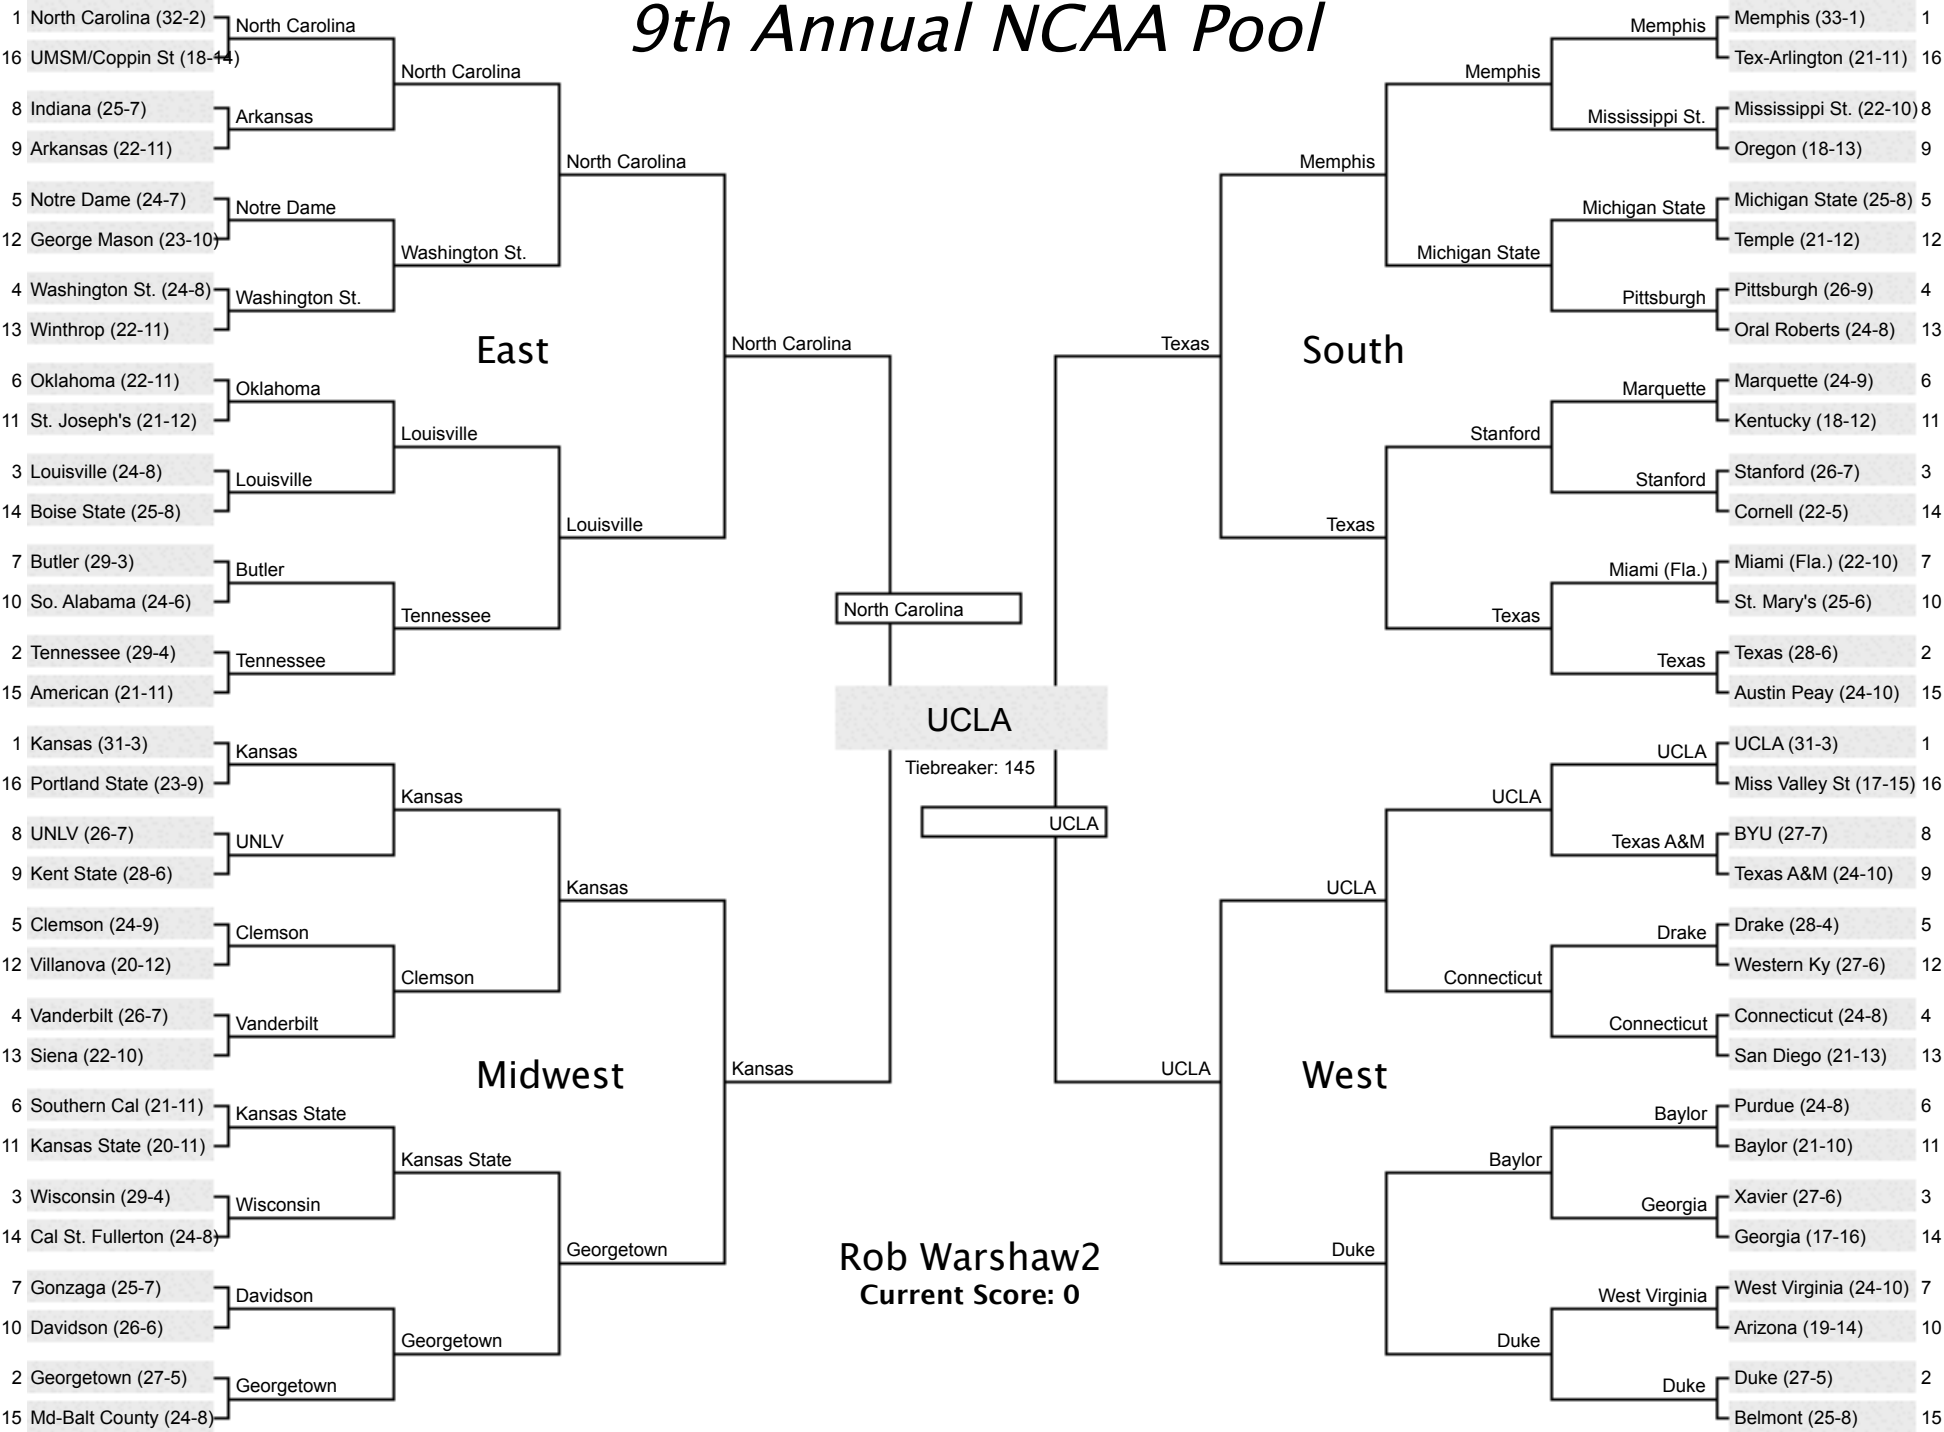 9th Annual NCAA Pool
1 North Carolina (32-2)
16 UMSM/Coppin St (18-14)
8 Indiana (25-7)
9 Arkansas (22-11)
5 Notre Dame (24-7)
12 George Mason (23-10)
4 Washington St. (24-8)
13 Winthrop (22-11)
6 Oklahoma (22-11)
11 St. Joseph's (21-12)
3 Louisville (24-8)
14 Boise State (25-8)
7 Butler (29-3)
10 So. Alabama (24-6)
2 Tennessee (29-4)
15 American (21-11)
North Carolina
Arkansas
Notre Dame
Washington St.
Oklahoma
Louisville
Butler
Tennessee
North Carolina
Washington St.
Louisville
Tennessee
North Carolina
Louisville
North Carolina
East
1 Kansas (31-3)
16 Portland State (23-9)
8 UNLV (26-7)
9 Kent State (28-6)
5 Clemson (24-9)
12 Villanova (20-12)
4 Vanderbilt (26-7)
13 Siena (22-10)
6 Southern Cal (21-11)
11 Kansas State (20-11)
3 Wisconsin (29-4)
14 Cal St. Fullerton (24-8)
7 Gonzaga (25-7)
10 Davidson (26-6)
2 Georgetown (27-5)
15 Md-Balt County (24-8)
Kansas
UNLV
Clemson
Vanderbilt
Kansas State
Wisconsin
Davidson
Georgetown
Kansas
Clemson
Kansas State
Georgetown
Kansas
Georgetown
Kansas
Midwest
North Carolina
UCLA
Tiebreaker: 145
UCLA
Rob Warshaw2
Current Score: 0
Memphis (33-1) 1
Tex-Arlington (21-11) 16
Mississippi St. (22-10) 8
Oregon (18-13) 9
Michigan State (25-8) 5
Temple (21-12) 12
Pittsburgh (26-9) 4
Oral Roberts (24-8) 13
Marquette (24-9) 6
Kentucky (18-12) 11
Stanford (26-7) 3
Cornell (22-5) 14
Miami (Fla.) (22-10) 7
St. Mary's (25-6) 10
Texas (28-6) 2
Austin Peay (24-10) 15
Memphis
Mississippi St.
Michigan State
Pittsburgh
Marquette
Stanford
Miami (Fla.)
Texas
Memphis
Michigan State
Stanford
Texas
Memphis
Texas
Texas
South
UCLA (31-3) 1
Miss Valley St (17-15) 16
BYU (27-7) 8
Texas A&M (24-10) 9
Drake (28-4) 5
Western Ky (27-6) 12
Connecticut (24-8) 4
San Diego (21-13) 13
Purdue (24-8) 6
Baylor (21-10) 11
Xavier (27-6) 3
Georgia (17-16) 14
West Virginia (24-10) 7
Arizona (19-14) 10
Duke (27-5) 2
Belmont (25-8) 15
UCLA
Texas A&M
Drake
Connecticut
Baylor
Georgia
West Virginia
Duke
UCLA
Connecticut
Baylor
Duke
UCLA
Duke
UCLA
West